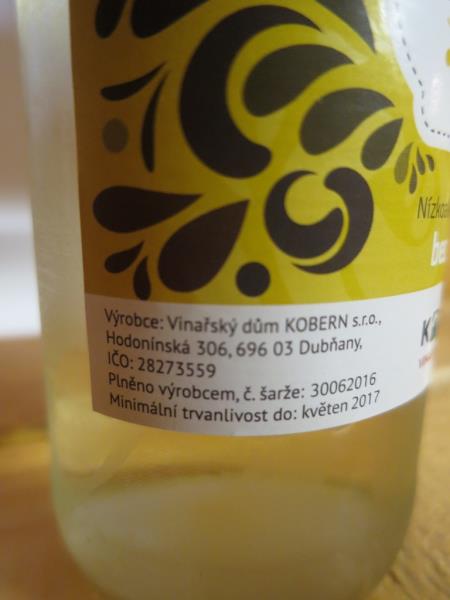 Výrobce: Vinařský dům KOBERN s.r.o.,
Hodonínská 306, 696 03 Dubňany,
IČO: 28273559
Plněno výrobcem, č. šarže: 30062016
Minimální trvanlivost do: květen 2017